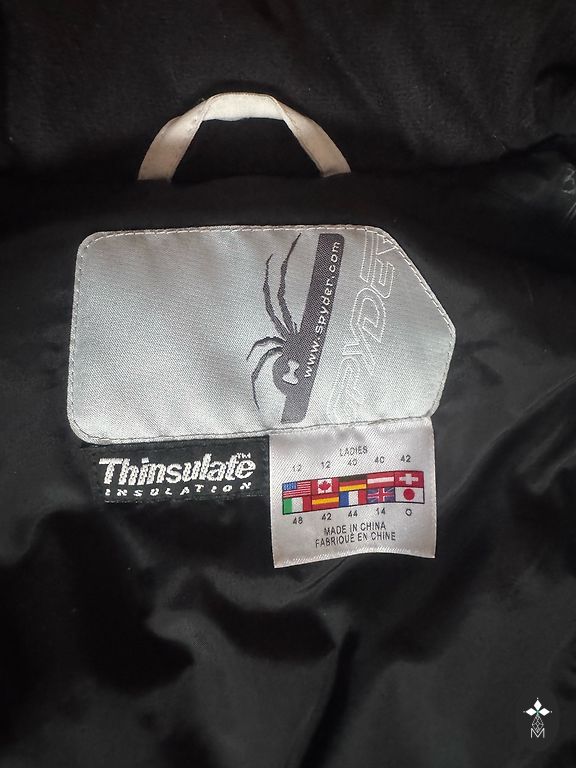 www.spyder.com
SPYDER
Thinsulate™
INSULATION
LADIES
12 12 40 40 42
48 42 44 14 O
MADE IN CHINA
FABRIQUÉ EN CHINE
M